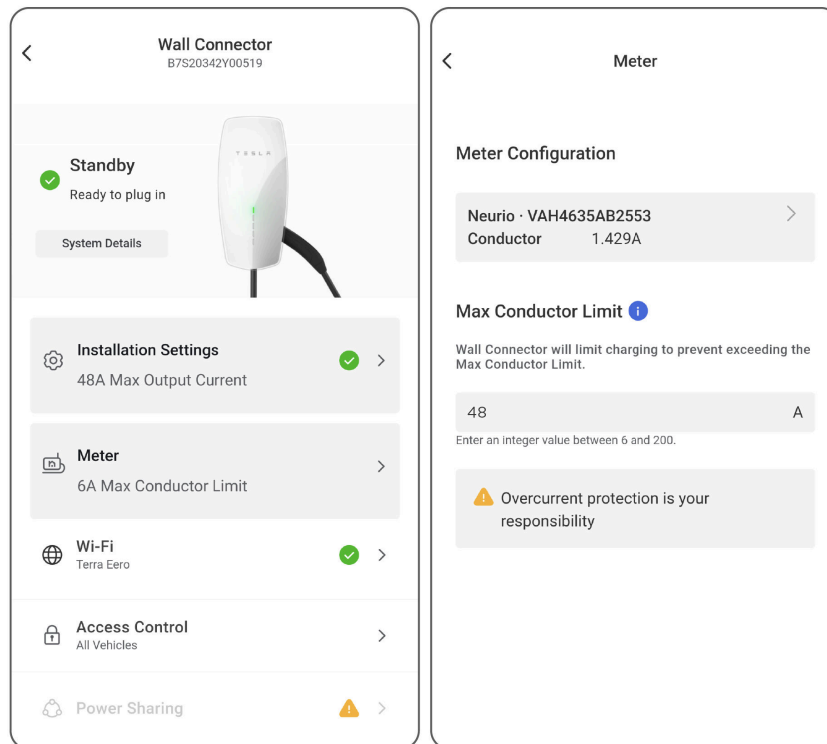 Wall Connector
B7S20342Y00519
Standby
Ready to plug in
System Details
TESLA
Installation Settings
48A Max Output Current
Meter
6A Max Conductor Limit
Wi-Fi
Terra Eero
Access Control
All Vehicles
Power Sharing
Meter
Meter Configuration
Neurio · VAH4635AB2553
Conductor 1.429A
Max Conductor Limit
Wall Connector will limit charging to prevent exceeding the
Max Conductor Limit.
48 A
Enter an integer value between 6 and 200.
Overcurrent protection is your
responsibility